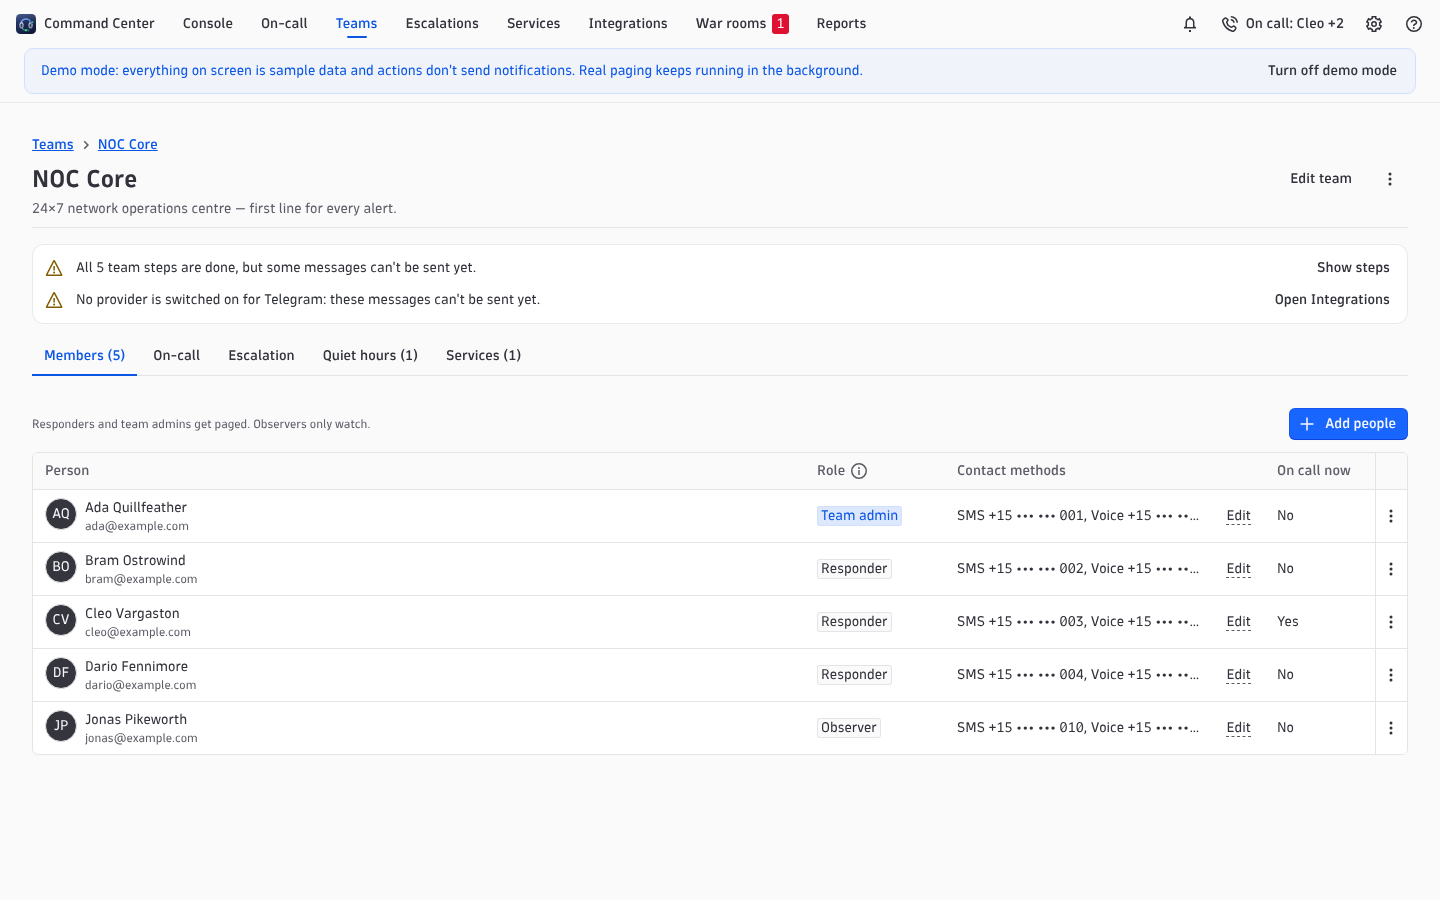 Command Center Console On-call Teams Escalations Services Integrations War rooms 1 Reports On call: Cleo +2
Demo mode: everything on screen is sample data and actions don't send notifications. Real paging keeps running in the background. Turn off demo mode
Teams > NOC Core
NOC Core Edit team
24×7 network operations centre — first line for every alert.
All 5 team steps are done, but some messages can't be sent yet. Show steps
No provider is switched on for Telegram: these messages can't be sent yet. Open Integrations
Members (5) On-call Escalation Quiet hours (1) Services (1)
Responders and team admins get paged. Observers only watch. Add people
Person Role Contact methods On call now
AQ Ada Quillfeather
ada@example.com
Team admin SMS +15 ••• ••• 001, Voice +15 ••• ••... Edit No
BO Bram Ostrowind
bram@example.com
Responder SMS +15 ••• ••• 002, Voice +15 ••• ••... Edit No
CV Cleo Vargaston
cleo@example.com
Responder SMS +15 ••• ••• 003, Voice +15 ••• ••... Edit Yes
DF Dario Fennimore
dario@example.com
Responder SMS +15 ••• ••• 004, Voice +15 ••• ••... Edit No
JP Jonas Pikeworth
jonas@example.com
Observer SMS +15 ••• ••• 010, Voice +15 ••• ••... Edit No